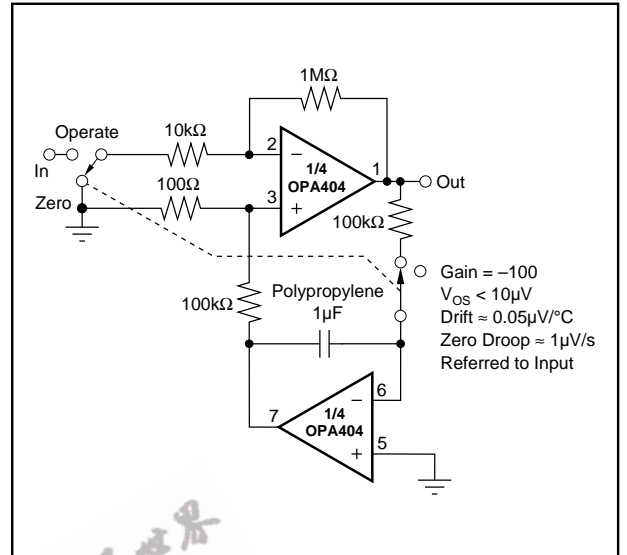 1MΩ
Operate
10kΩ
2
–
1
1/4
OPA404
Out
In
100Ω
3
+
Zero
100kΩ
Gain = –100
VOS < 10µV
Drift ≈ 0.05µV/°C
Zero Droop ≈ 1µV/s
Referred to Input
100kΩ
Polypropylene
1µF
6
–
7
1/4
OPA404
5
+